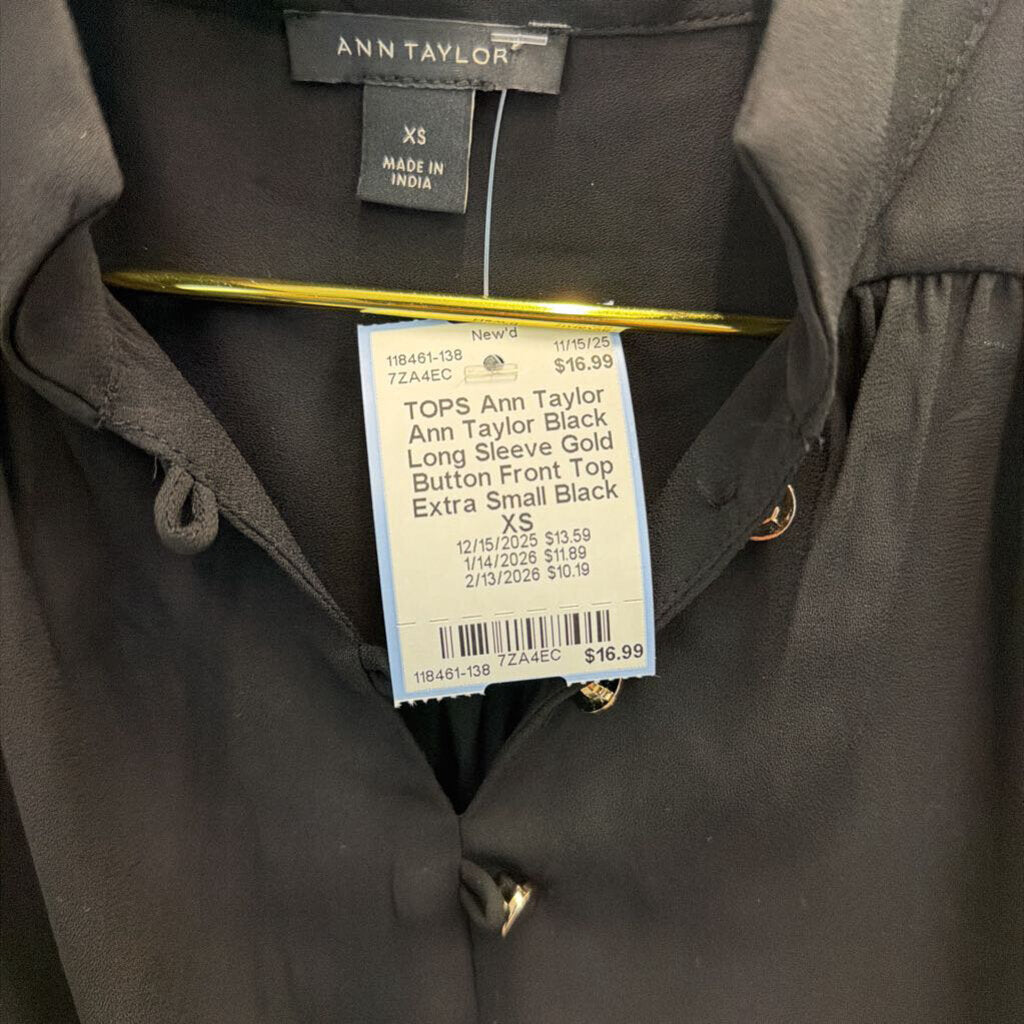 ANN TAYLOR
XS
MADE IN
INDIA
New'd
118461-138
11/15/25
7ZA4EC
$16.99
TOPS Ann Taylor
Ann Taylor Black
Long Sleeve Gold
Button Front Top
Extra Small Black
XS
12/15/2025 $13.59
1/14/2026 $11.89
2/13/2026 $10.19
118461-138 7ZA4EC $16.99